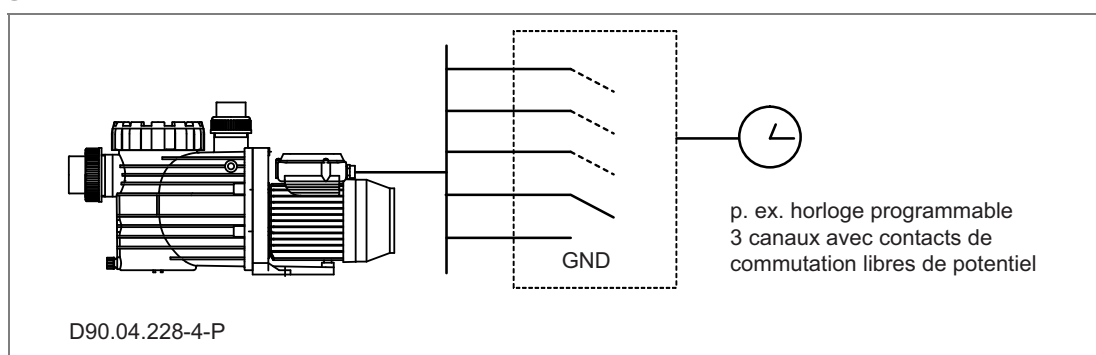 GND
p. ex. horloge programmable
3 canaux avec contacts de
commutation libres de potentiel
D90.04.228-4-P